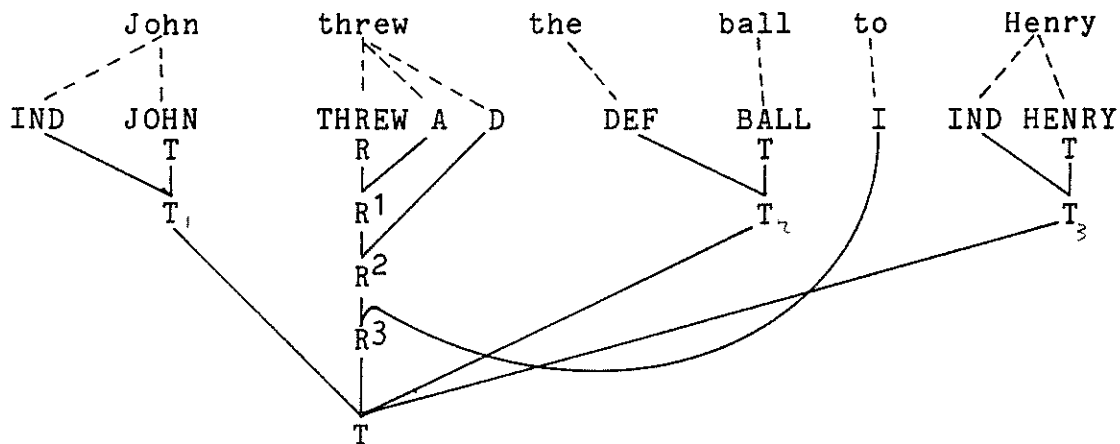 John threw the ball to Henry
IND JOHN THREW A D DEF BALL I IND HENRY
T R T T
T₁ R¹ T₂ T₃
R²
R³
T